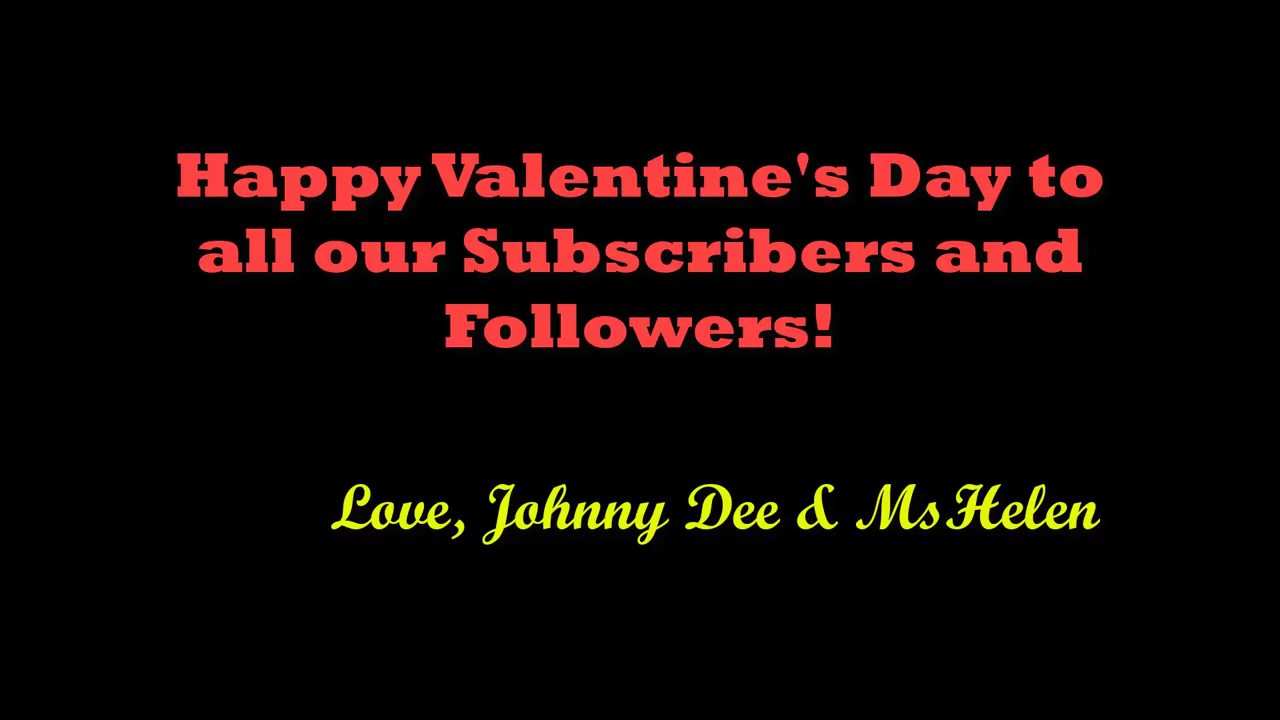 Happy Valentine's Day to
all our Subscribers and
Followers!
Love, Johnny Dee & MsHelen